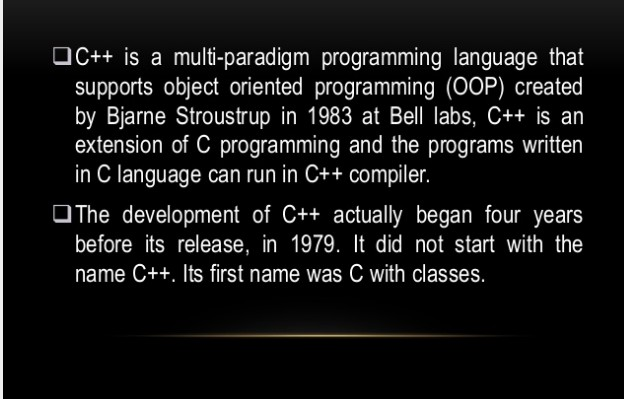 ❑C++ is a multi-paradigm programming language that
supports object oriented programming (OOP) created
by Bjarne Stroustrup in 1983 at Bell labs, C++ is an
extension of C programming and the programs written
in C language can run in C++ compiler.
❑The development of C++ actually began four years
before its release, in 1979. It did not start with the
name C++. Its first name was C with classes.